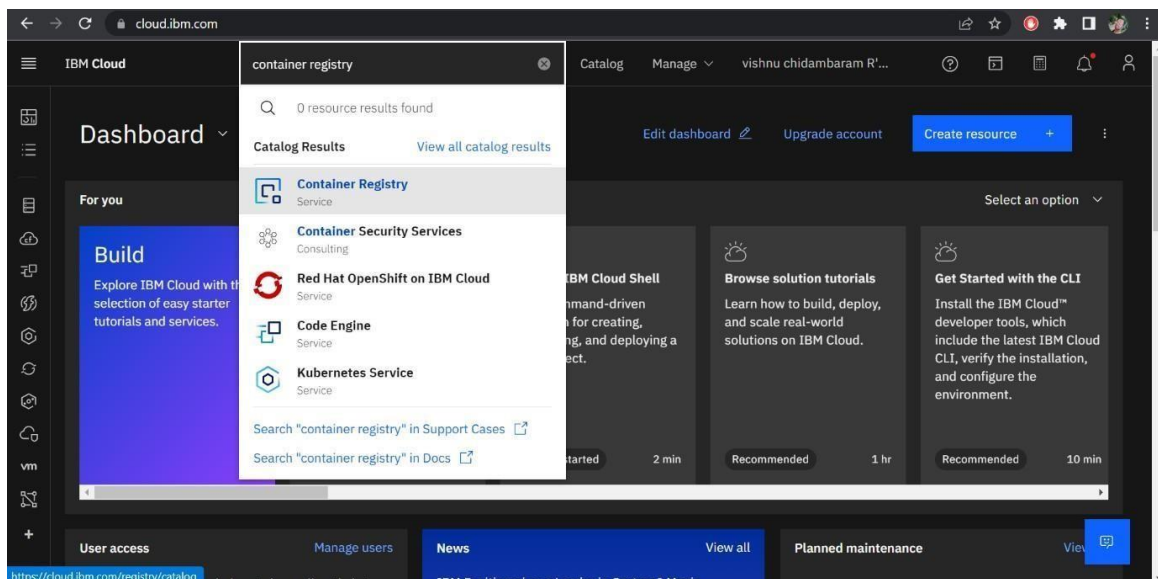 cloud.ibm.com
IBM Cloud
container registry
Catalog
Manage
vishnu chidambaram R'...
0 resource results found
Catalog Results
View all catalog results
Container Registry
Service
Container Security Services
Consulting
Red Hat OpenShift on IBM Cloud
Service
Code Engine
Service
Kubernetes Service
Service
Search "container registry" in Support Cases
Search "container registry" in Docs
Dashboard
Edit dashboard
Upgrade account
Create resource +
For you
Select an option
Build
Explore IBM Cloud with th
selection of easy starter
tutorials and services.
IBM Cloud Shell
mmand-driven
for creating,
ng, and deploying a
ect.
started
2 min
Browse solution tutorials
Learn how to build, deploy,
and scale real-world
solutions on IBM Cloud.
Recommended
1 hr
Get Started with the CLI
Install the IBM Cloud™
developer tools, which
include the latest IBM Cloud
CLI, verify the installation,
and configure the
environment.
Recommended
10 min
vm
User access
Manage users
News
View all
Planned maintenance
View
https://cloud.ibm.com/registry/catalog